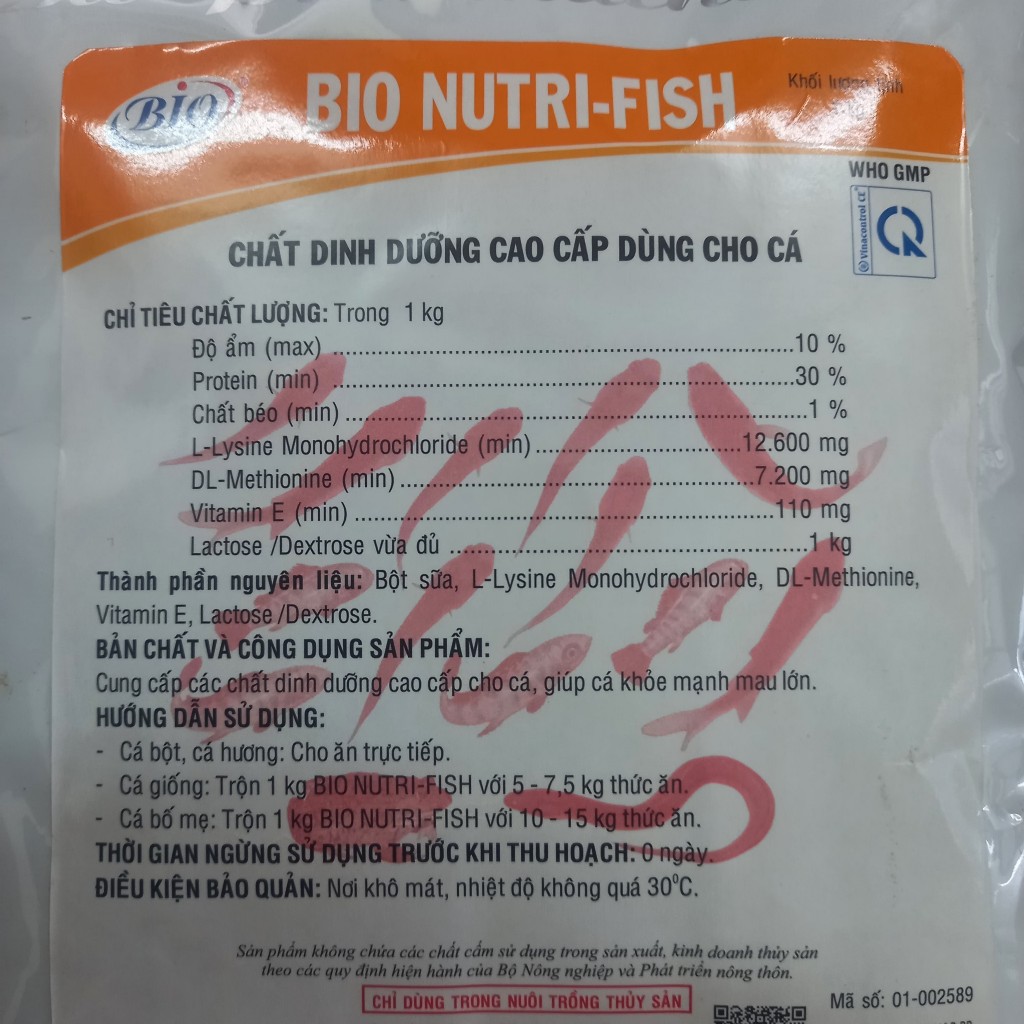 BIO
BIO NUTRI-FISH
Khối lượng tịnh
WHO GMP
Vinacontrol CE
CHẤT DINH DƯỠNG CAO CẤP DÙNG CHO CÁ
CHỈ TIÊU CHẤT LƯỢNG: Trong 1 kg
Độ ẩm (max) ........................................................................10 %
Protein (min) ........................................................................30 %
Chất béo (min) ........................................................................1 %
L-Lysine Monohydrochloride (min) ................................12.600 mg
DL-Methionine (min) ......................................................7.200 mg
Vitamin E (min) ................................................................110 mg
Lactose /Dextrose vừa đủ ......................................................1 kg
Thành phần nguyên liệu: Bột sữa, L-Lysine Monohydrochloride, DL-Methionine,
Vitamin E, Lactose /Dextrose.
BẢN CHẤT VÀ CÔNG DỤNG SẢN PHẨM:
Cung cấp các chất dinh dưỡng cao cấp cho cá, giúp cá khỏe mạnh mau lớn.
HƯỚNG DẪN SỬ DỤNG:
- Cá bột, cá hương: Cho ăn trực tiếp.
- Cá giống: Trộn 1 kg BIO NUTRI-FISH với 5 - 7,5 kg thức ăn.
- Cá bố mẹ: Trộn 1 kg BIO NUTRI-FISH với 10 - 15 kg thức ăn.
THỜI GIAN NGỪNG SỬ DỤNG TRƯỚC KHI THU HOẠCH: 0 ngày.
ĐIỀU KIỆN BẢO QUẢN: Nơi khô mát, nhiệt độ không quá 30⁰C.
Sản phẩm không chứa các chất cấm sử dụng trong sản xuất, kinh doanh thủy sản
theo các quy định hiện hành của Bộ Nông nghiệp và Phát triển nông thôn.
CHỈ DÙNG TRONG NUÔI TRỒNG THỦY SẢN
Mã số: 01-002589